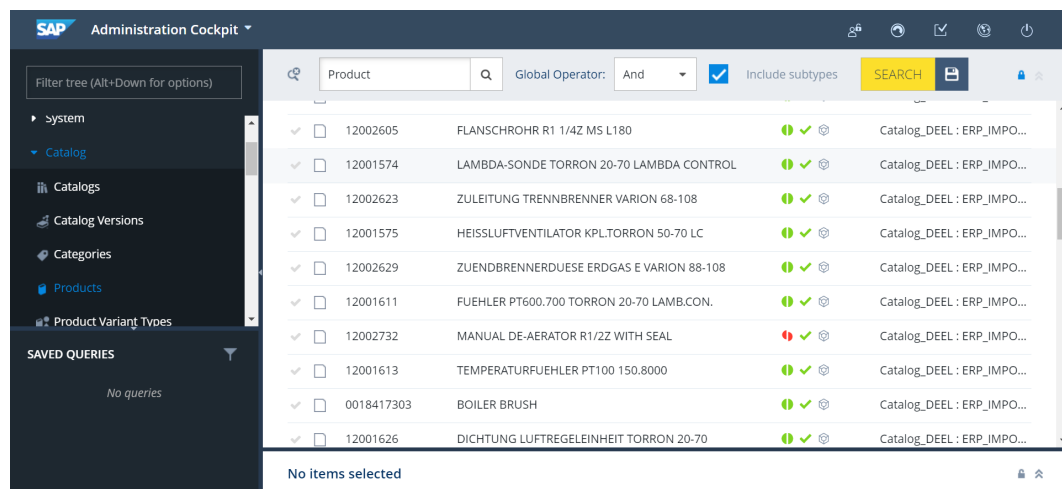 SAP Administration Cockpit
Filter tree (Alt+Down for options)
System
Catalog
Catalogs
Catalog Versions
Categories
Products
Product Variant Types
SAVED QUERIES
No queries
Product Global Operator: And Include subtypes SEARCH
12002605 FLANSCHROHR R1 1/4Z MS L180 Catalog_DEEL : ERP_IMPO...
12001574 LAMBDA-SONDE TORRON 20-70 LAMBDA CONTROL Catalog_DEEL : ERP_IMPO...
12002623 ZULEITUNG TRENNBRENNER VARION 68-108 Catalog_DEEL : ERP_IMPO...
12001575 HEISSLUFTVENTILATOR KPL.TORRON 50-70 LC Catalog_DEEL : ERP_IMPO...
12002629 ZUENDBRENNERDUESE ERDGAS E VARION 88-108 Catalog_DEEL : ERP_IMPO...
12001611 FUEHLER PT600.700 TORRON 20-70 LAMB.CON. Catalog_DEEL : ERP_IMPO...
12002732 MANUAL DE-AERATOR R1/2Z WITH SEAL Catalog_DEEL : ERP_IMPO...
12001613 TEMPERATURFUEHLER PT100 150.8000 Catalog_DEEL : ERP_IMPO...
0018417303 BOILER BRUSH Catalog_DEEL : ERP_IMPO...
12001626 DICHTUNG LUFTREGELEINHEIT TORRON 20-70 Catalog_DEEL : ERP_IMPO...
No items selected